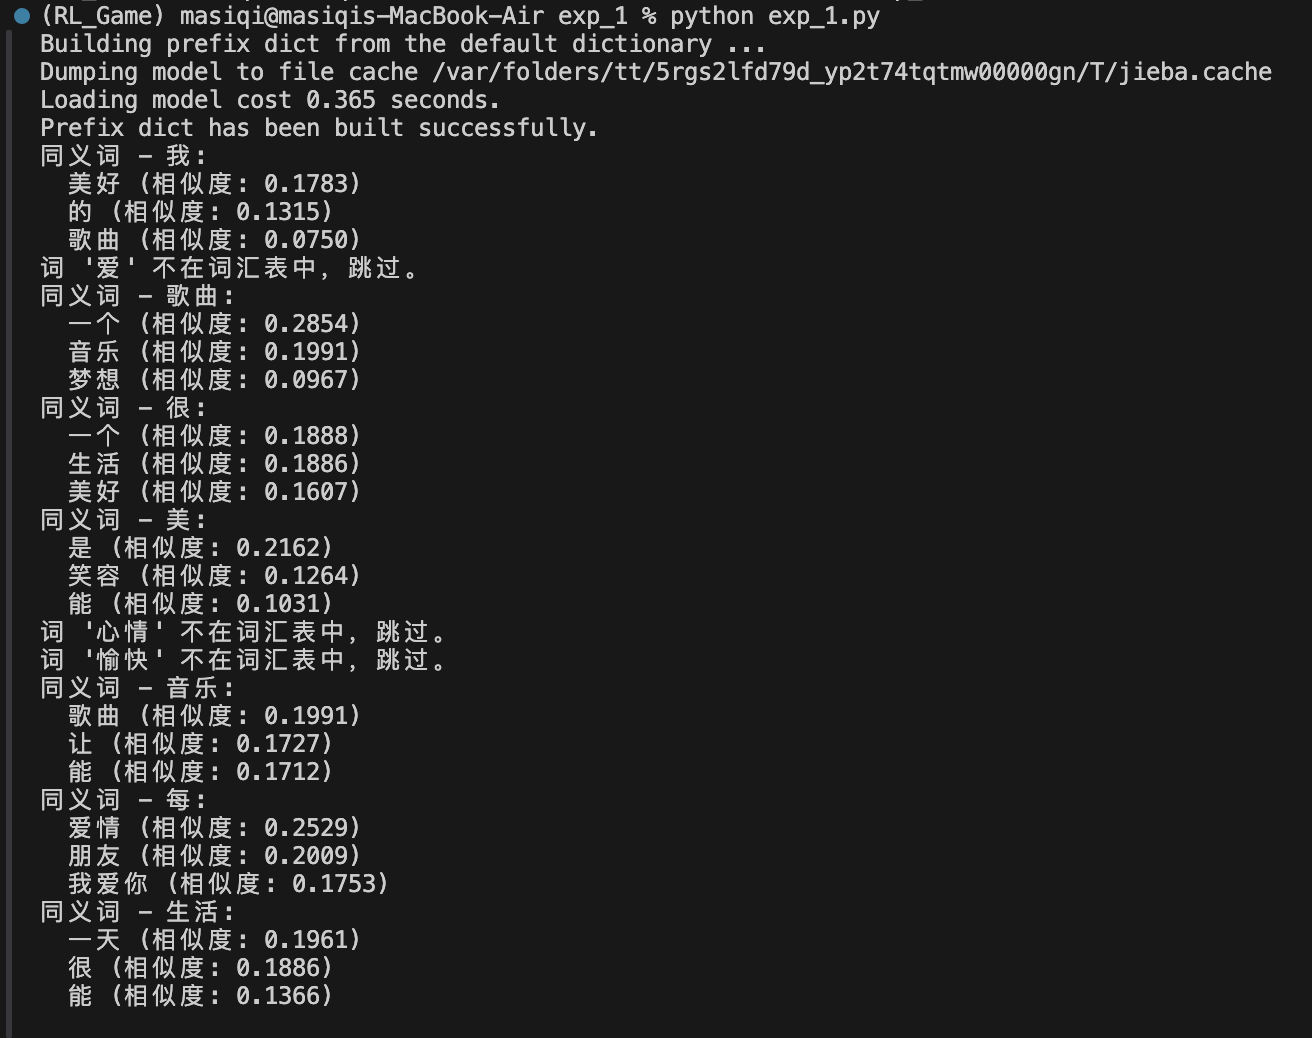 (RL_Game) masiqi@masiqis-MacBook-Air exp_1 % python exp_1.py
Building prefix dict from the default dictionary ...
Dumping model to file cache /var/folders/tt/5rgs2lfd79d_yp2t74tqtmw00000gn/T/jieba.cache
Loading model cost 0.365 seconds.
Prefix dict has been built successfully.
同义词 - 我:
  美好 (相似度: 0.1783)
  的 (相似度: 0.1315)
  歌曲 (相似度: 0.0750)
词 '爱' 不在词汇表中，跳过。
同义词 - 歌曲:
  一个 (相似度: 0.2854)
  音乐 (相似度: 0.1991)
  梦想 (相似度: 0.0967)
同义词 - 很:
  一个 (相似度: 0.1888)
  生活 (相似度: 0.1886)
  美好 (相似度: 0.1607)
同义词 - 美:
  是 (相似度: 0.2162)
  笑容 (相似度: 0.1264)
  能 (相似度: 0.1031)
词 '心情' 不在词汇表中，跳过。
词 '愉快' 不在词汇表中，跳过。
同义词 - 音乐:
  歌曲 (相似度: 0.1991)
  让 (相似度: 0.1727)
  能 (相似度: 0.1712)
同义词 - 每:
  爱情 (相似度: 0.2529)
  朋友 (相似度: 0.2009)
  我爱你 (相似度: 0.1753)
同义词 - 生活:
  一天 (相似度: 0.1961)
  很 (相似度: 0.1886)
  能 (相似度: 0.1366)